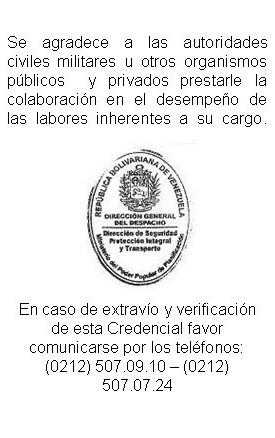 Se agradece a las autoridades
civiles militares u otros organismos
públicos y privados prestarle la
colaboración en el desempeño de
las labores inherentes a su cargo.
REPÚBLICA BOLIVARIANA DE VENEZUELA
DIRECCIÓN GENERAL
DEL DESPACHO
Dirección de Seguridad
Protección Integral
y Transporte
Ministerio del Poder Popular de Planificación
En caso de extravío y verificación
de esta Credencial favor
comunicarse por los teléfonos:
(0212) 507.09.10 – (0212)
507.07.24